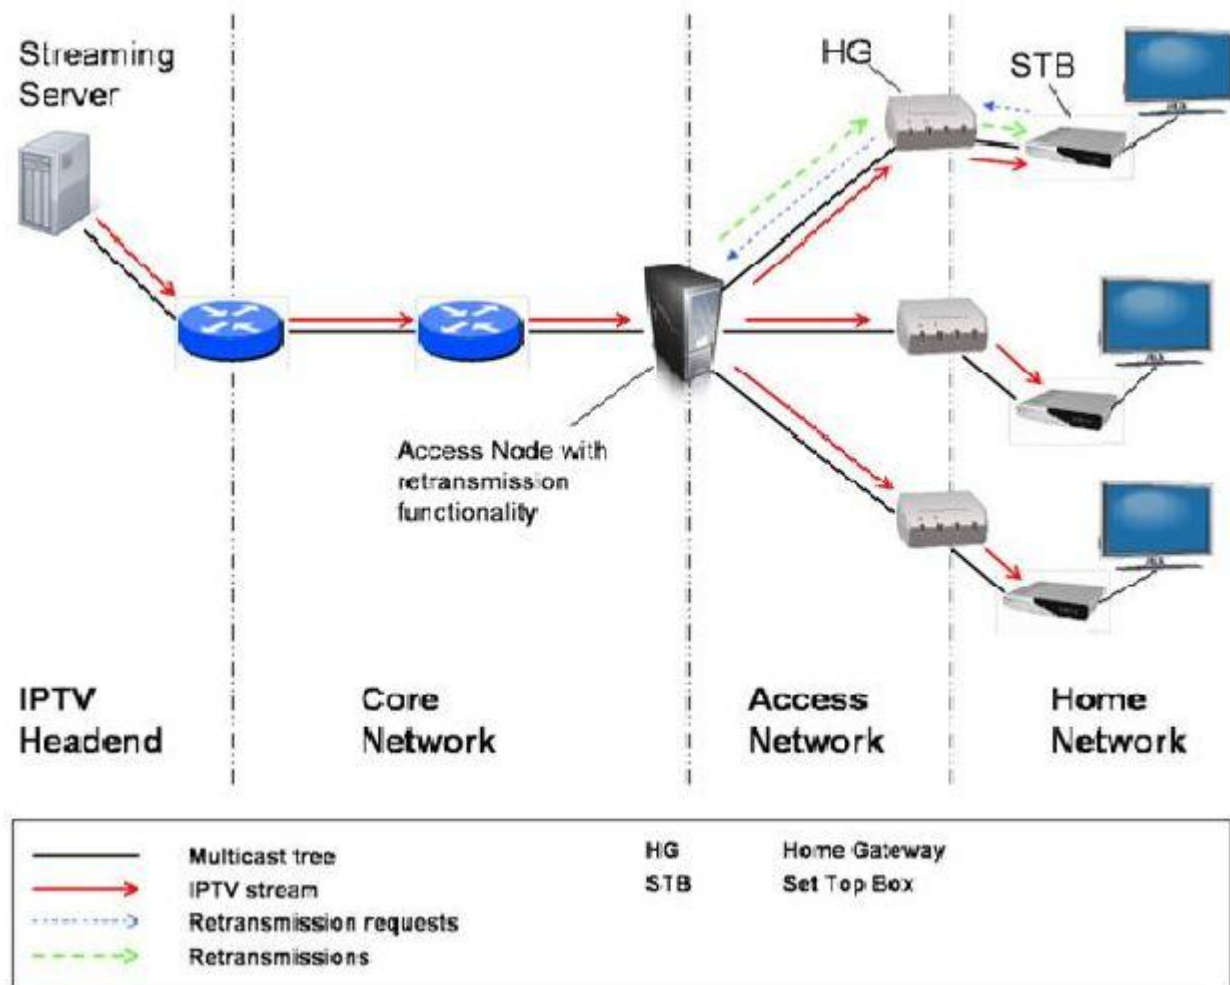 Streaming
Server
HG
STB
Access Node with
retransmission
functionality
IPTV
Headend
Core
Network
Access
Network
Home
Network
Multicast tree
IPTV stream
Retransmission requests
Retransmissions
HG Home Gateway
STB Set Top Box